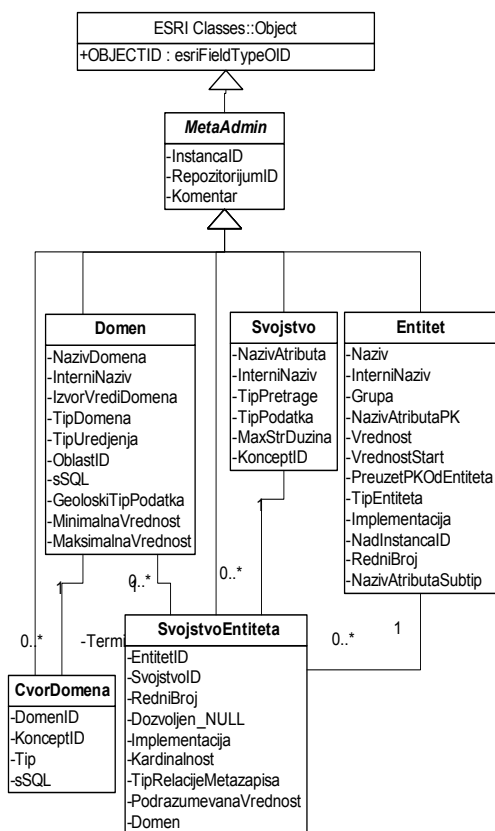 ESRI Classes::Object
+OBJECTID : esriFieldTypeOID
MetaAdmin
-InstancaID
-RepozitorijumID
-Komentar
Domen
-NazivDomena
-InterniNaziv
-IzvorVrediDomena
-TipDomena
-TipUredjenja
-OblastID
-sSQL
-GeoloskiTipPodatka
-MinimalnaVrednost
-MaksimalnaVrednost
Svojstvo
-NazivAtributa
-InterniNaziv
-TipPretrage
-TipPodatka
-MaxStrDuzina
-KonceptID
Entitet
-Naziv
-InterniNaziv
-Grupa
-NazivAtributaPK
-Vrednost
-VrednostStart
-PreuzetPKOdEntiteta
-TipEntiteta
-Implementacija
-NadInstancaID
-RedniBroj
-NazivAtributaSubtip
1
0..*
1
0..*
1
0..*
-Termi
0..*
1
CvorDomena
-DomenID
-KonceptID
-Tip
-sSQL
SvojstvoEntiteta
-EntitetID
-SvojstvoID
-RedniBroj
-Dozvoljen_NULL
-Implementacija
-Kardinalnost
-TipRelacijeMetazapisa
-PodrazumevanaVrednost
-Domen